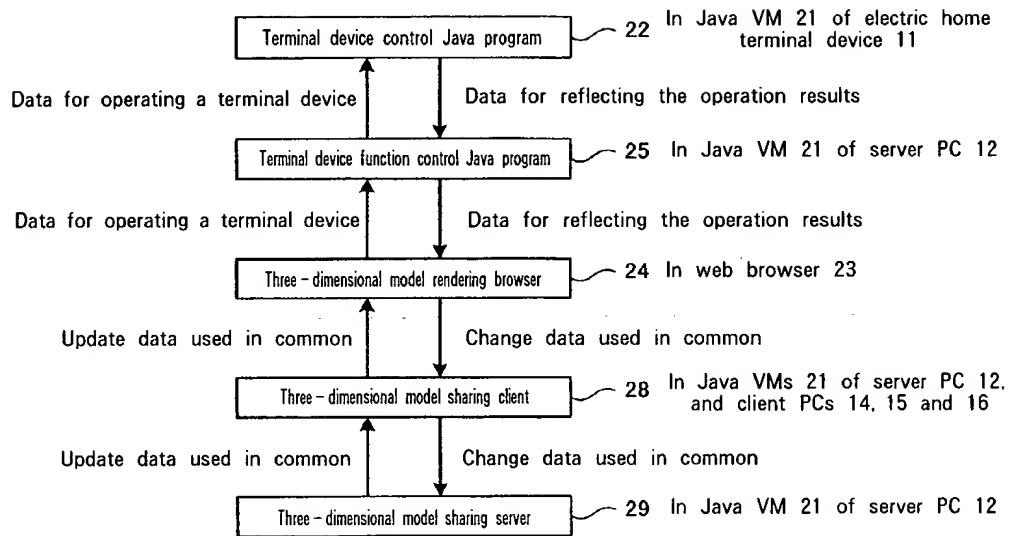 Terminal device control Java program
22 In Java VM 21 of electric home
terminal device 11
Data for operating a terminal device
Data for reflecting the operation results
Terminal device function control Java program
25 In Java VM 21 of server PC 12
Data for operating a terminal device
Data for reflecting the operation results
Three-dimensional model rendering browser
24 In web browser 23
Update data used in common
Change data used in common
Three-dimensional model sharing client
28 In Java VMs 21 of server PC 12,
and client PCs 14, 15 and 16
Update data used in common
Change data used in common
Three-dimensional model sharing server
29 In Java VM 21 of server PC 12